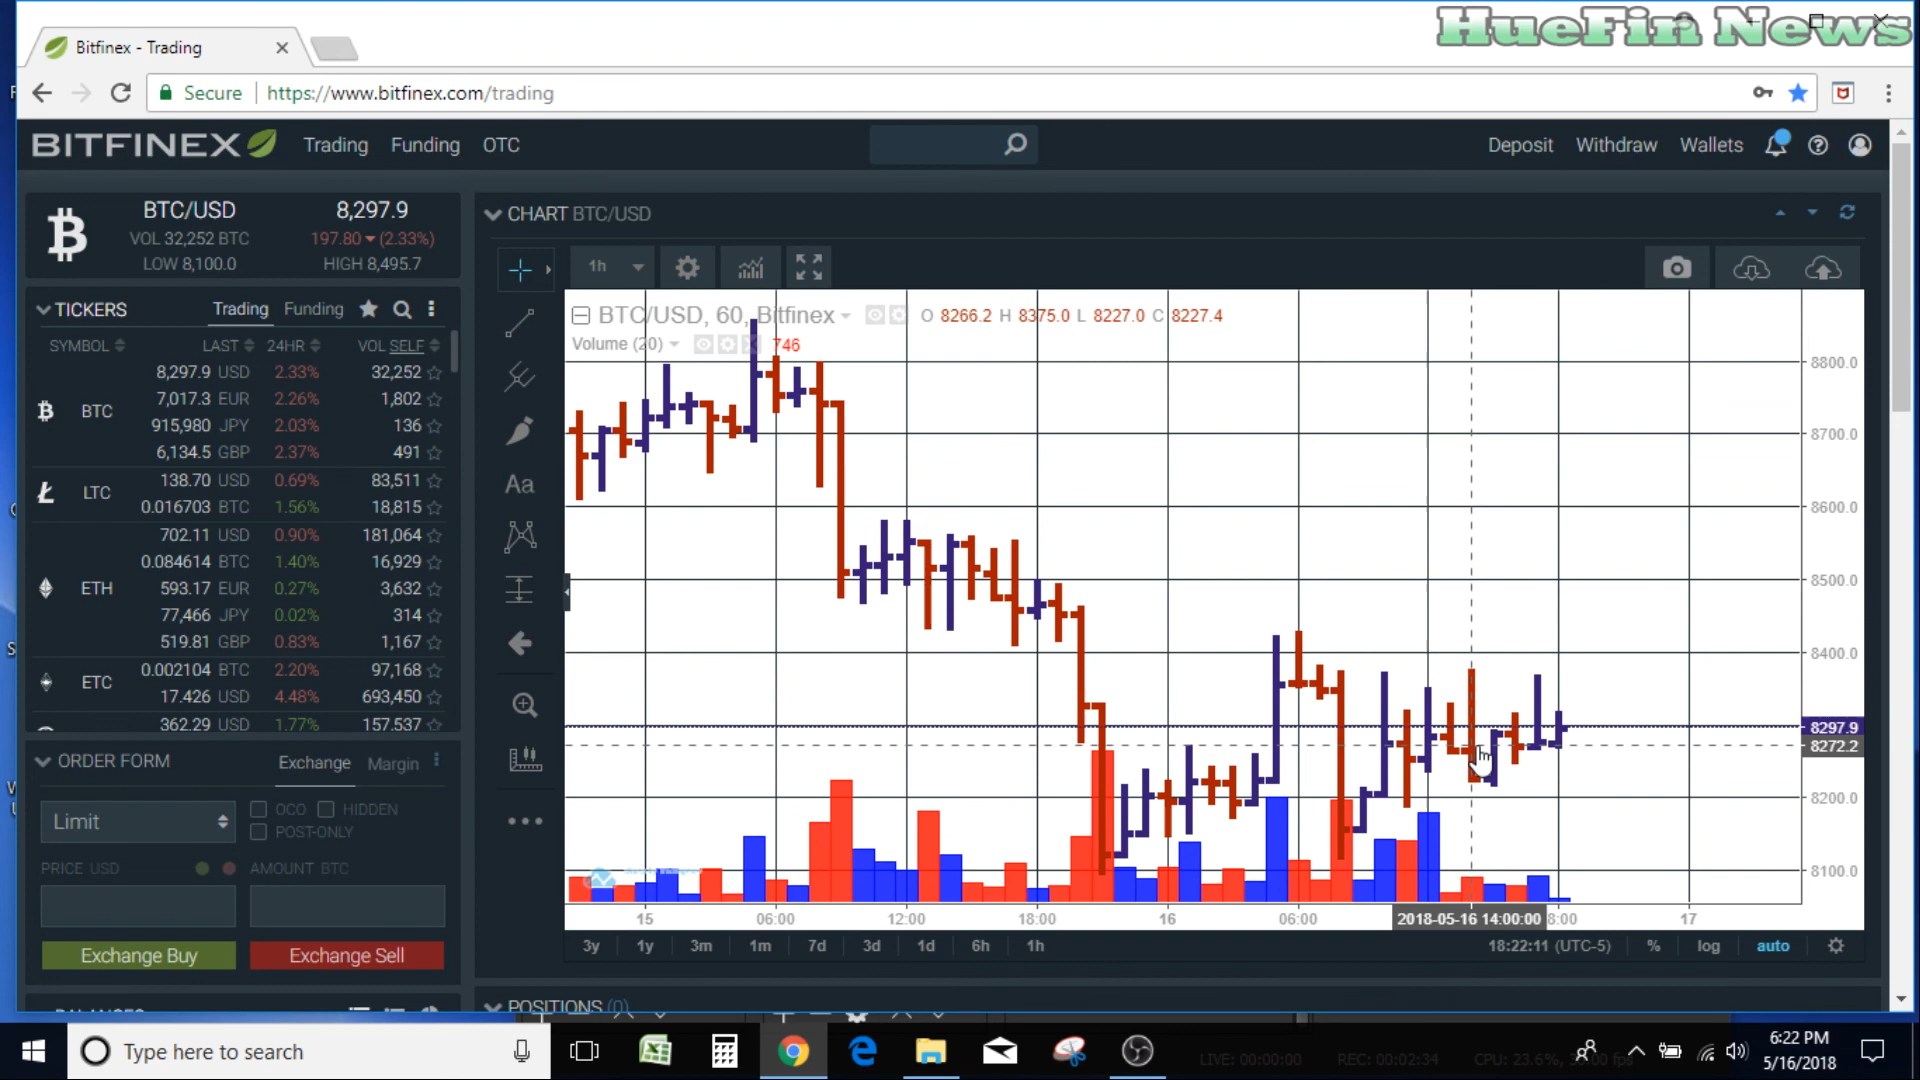 HueFin News
Bitfinex - Trading
Secure
https://www.bitfinex.com/trading
BITFINEX
Trading
Funding
OTC
Deposit
Withdraw
Wallets
BTC/USD 8,297.9
VOL 32,252 BTC 197.80 (2.33%)
LOW 8,100.0 HIGH 8,495.7
TICKERS Trading Funding
SYMBOL LAST 24HR VOL SELF
8,297.9 USD 2.33% 32,252
7,017.3 EUR 2.26% 1,802
BTC
915,980 JPY 2.03% 136
6,134.5 GBP 2.37% 491
138.70 USD 0.69% 83,511
LTC
0.016703 BTC 1.56% 18,815
702.11 USD 0.90% 181,064
0.084614 BTC 1.40% 16,929
ETH 593.17 EUR 0.27% 3,632
77,466 JPY 0.02% 314
519.81 GBP 0.83% 1,167
0.002104 BTC 2.20% 97,168
ETC
17.426 USD 4.48% 693,450
362.29 USD 1.77% 157,537
ORDER FORM Exchange Margin
Limit
OCO HIDDEN
POST-ONLY
PRICE USD AMOUNT BTC
Exchange Buy Exchange Sell
CHART BTC/USD
1h
Aa
BTC/USD, 60, Bitfinex O 8266.2 H 8375.0 L 8227.0 C 8227.4
Volume (20) 746
8800.0
8700.0
8600.0
8500.0
8400.0
8297.9
8272.2
8200.0
8100.0
15 06:00 12:00 18:00 16 06:00 2018-05-16 14:00:00 8:00 17
3y 1y 3m 1m 7d 3d 1d 6h 1h
18:22:11 (UTC-5) % log auto
POSITIONS (0)
Type here to search
LIVE: 00:00:00 REC: 00:02:34
6:22 PM
5/16/2018